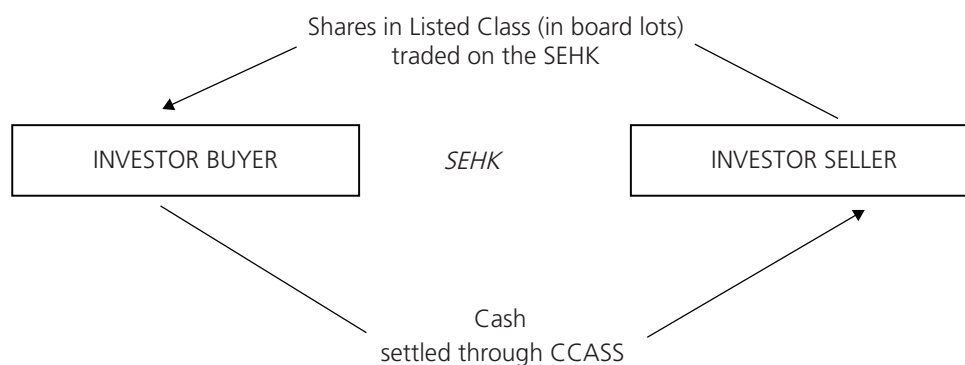 Shares in Listed Class (in board lots)
traded on the SEHK
INVESTOR BUYER
SEHK
INVESTOR SELLER
Cash
settled through CCASS